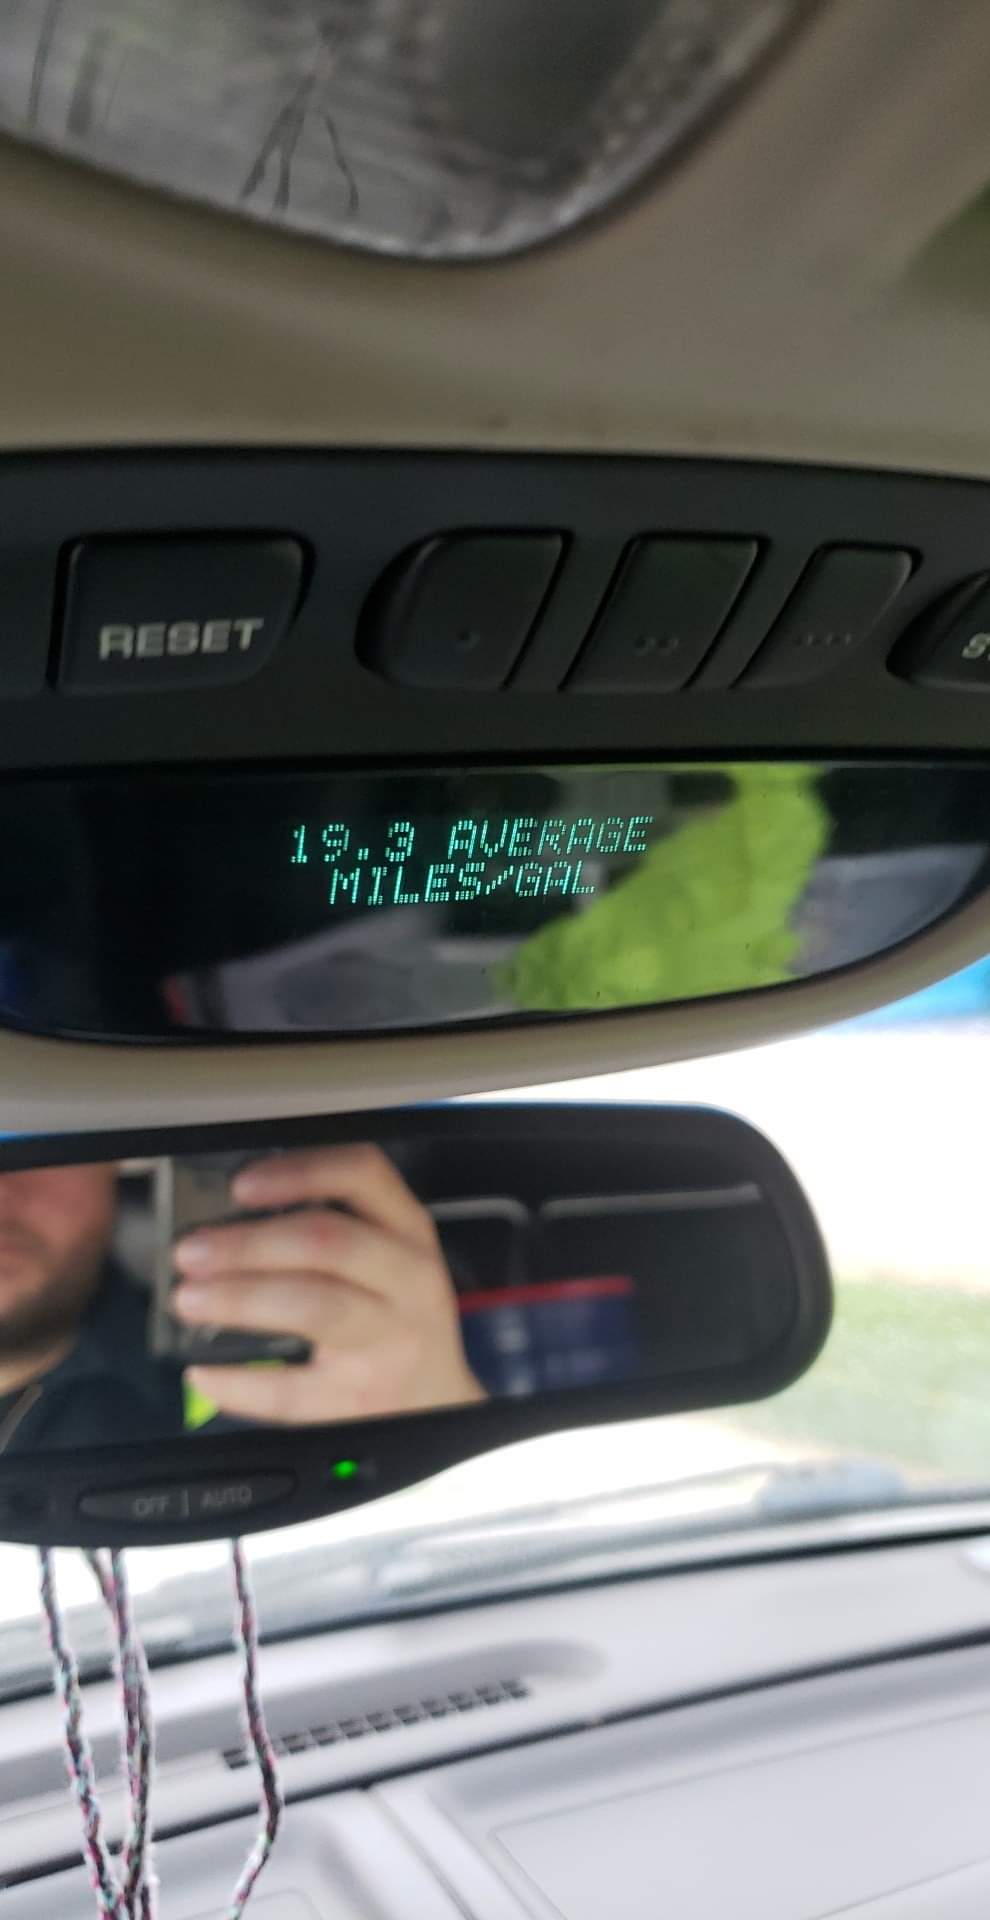 RESET
19.3 AVERAGE
MILES/GAL
OFF | AUTO